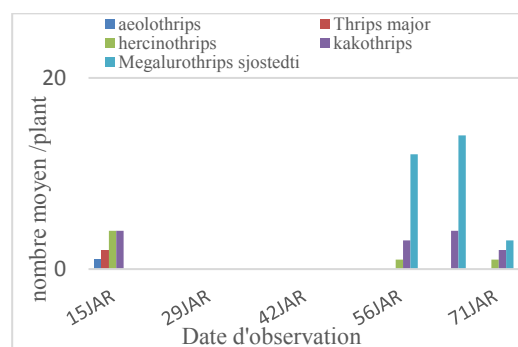 aeolothrips Thrips major
hercinothrips kakothrips
Megalurothrips sjostedti
20
0
nombre moyen /plant
15JAR 29JAR 42JAR 56JAR 71JAR
Date d'observation